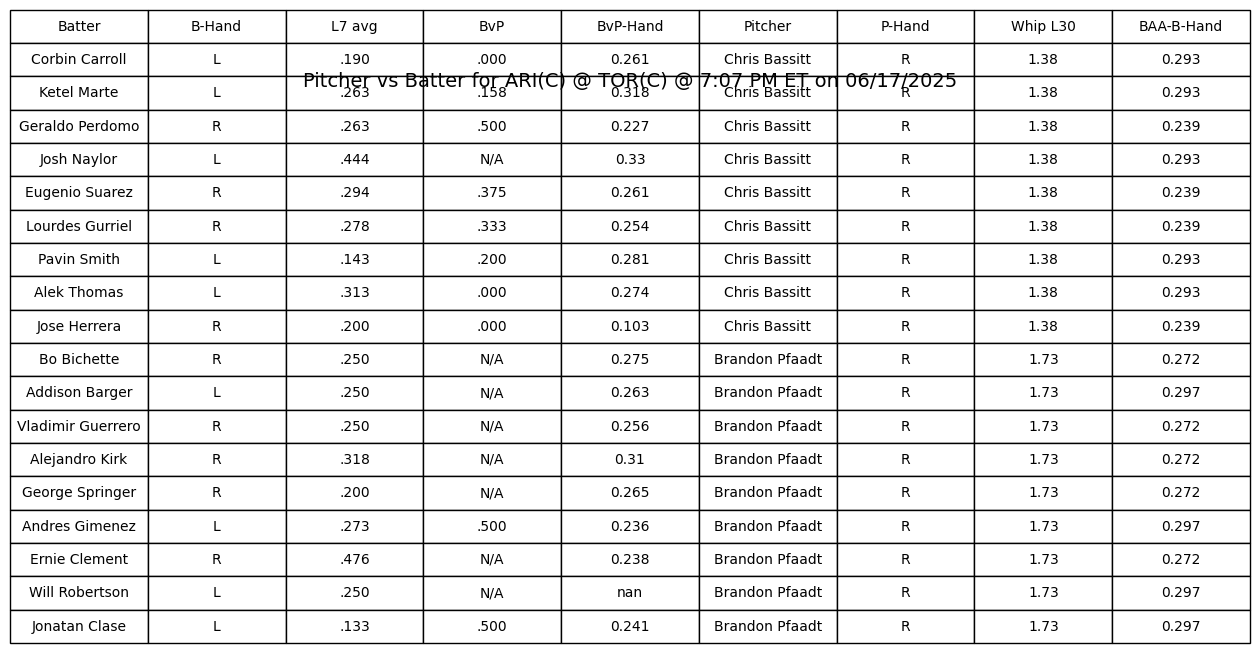 Batter B-Hand L7 avg BvP BvP-Hand Pitcher P-Hand Whip L30 BAA-B-Hand
Corbin Carroll L .190 .000 0.261 Chris Bassitt R 1.38 0.293
Pitcher vs Batter for ARI(C) @ TOR(C) @ 7:07 PM ET on 06/17/2025
Ketel Marte L .263 .158 0.318 Chris Bassitt R 1.38 0.293
Geraldo Perdomo R .263 .500 0.227 Chris Bassitt R 1.38 0.239
Josh Naylor L .444 N/A 0.33 Chris Bassitt R 1.38 0.293
Eugenio Suarez R .294 .375 0.261 Chris Bassitt R 1.38 0.239
Lourdes Gurriel R .278 .333 0.254 Chris Bassitt R 1.38 0.239
Pavin Smith L .143 .200 0.281 Chris Bassitt R 1.38 0.293
Alek Thomas L .313 .000 0.274 Chris Bassitt R 1.38 0.293
Jose Herrera R .200 .000 0.103 Chris Bassitt R 1.38 0.239
Bo Bichette R .250 N/A 0.275 Brandon Pfaadt R 1.73 0.272
Addison Barger L .250 N/A 0.263 Brandon Pfaadt R 1.73 0.297
Vladimir Guerrero R .250 N/A 0.256 Brandon Pfaadt R 1.73 0.272
Alejandro Kirk R .318 N/A 0.31 Brandon Pfaadt R 1.73 0.272
George Springer R .200 N/A 0.265 Brandon Pfaadt R 1.73 0.272
Andres Gimenez L .273 .500 0.236 Brandon Pfaadt R 1.73 0.297
Ernie Clement R .476 N/A 0.238 Brandon Pfaadt R 1.73 0.272
Will Robertson L .250 N/A nan Brandon Pfaadt R 1.73 0.297
Jonatan Clase L .133 .500 0.241 Brandon Pfaadt R 1.73 0.297